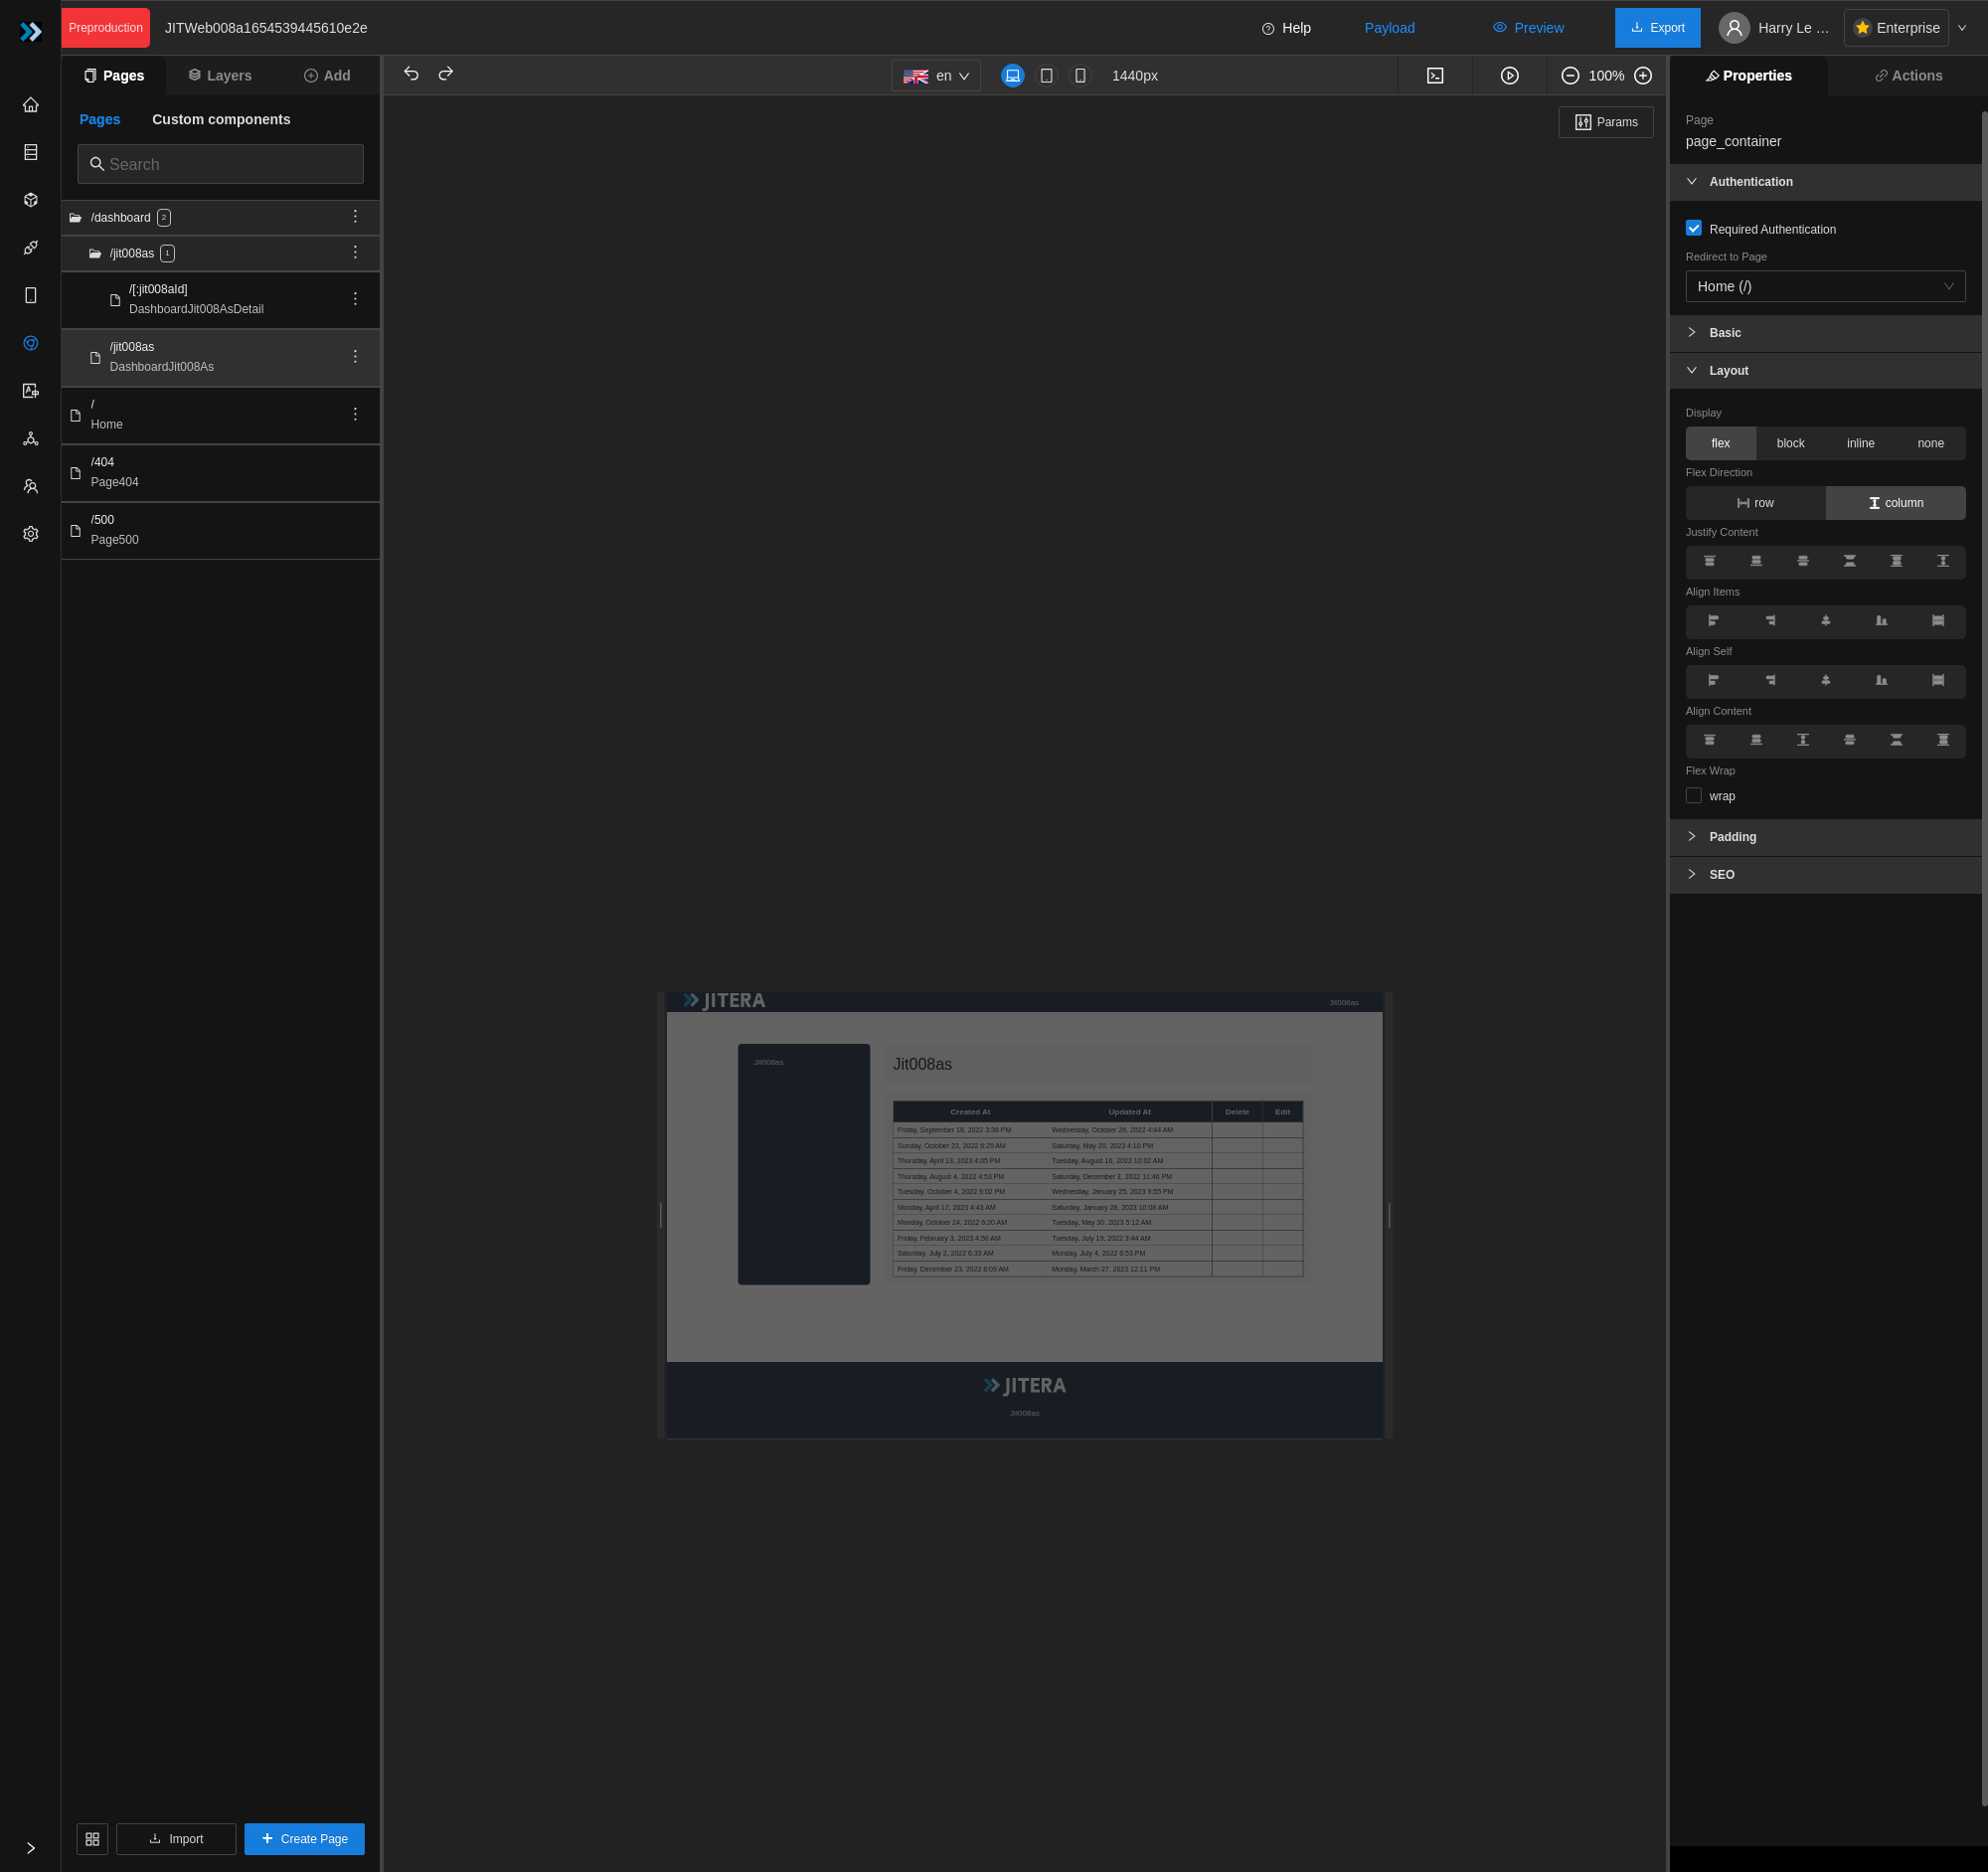 Preproduction
JITWeb008a1654539445610e2e
Help
Payload
Preview
Export
Harry Le ...
Enterprise
Pages
Layers
Add
en
1440px
100%
Properties
Actions
Pages
Custom components
Search
/dashboard 2
/jit008as 1
/[:jit008aId]
DashboardJit008AsDetail
/jit008as
DashboardJit008As
/
Home
/404
Page404
/500
Page500
Import
Create Page
Params
JITERA
Jit008as
Jit008as
Jit008as
Created At Updated At Delete Edit
Friday, September 16, 2022 3:36 PM Wednesday, October 26, 2022 4:44 AM
Sunday, October 23, 2022 6:29 AM Saturday, May 20, 2023 4:10 PM
Thursday, April 13, 2023 4:05 PM Tuesday, August 16, 2022 10:02 AM
Thursday, August 4, 2022 4:53 PM Saturday, December 3, 2022 11:46 PM
Tuesday, October 4, 2022 9:02 PM Wednesday, January 25, 2023 8:55 PM
Monday, April 17, 2023 4:43 AM Saturday, January 28, 2023 10:08 AM
Monday, October 24, 2022 6:20 AM Tuesday, May 30, 2023 5:12 AM
Friday, February 3, 2023 4:50 AM Tuesday, July 19, 2022 3:44 AM
Saturday, July 2, 2022 6:33 AM Monday, July 4, 2022 6:53 PM
Friday, December 23, 2022 8:09 AM Monday, March 27, 2023 12:11 PM
JITERA
Jit008as
Page
page_container
Authentication
Required Authentication
Redirect to Page
Home (/)
Basic
Layout
Display
flex block inline none
Flex Direction
row column
Justify Content
Align Items
Align Self
Align Content
Flex Wrap
wrap
Padding
SEO